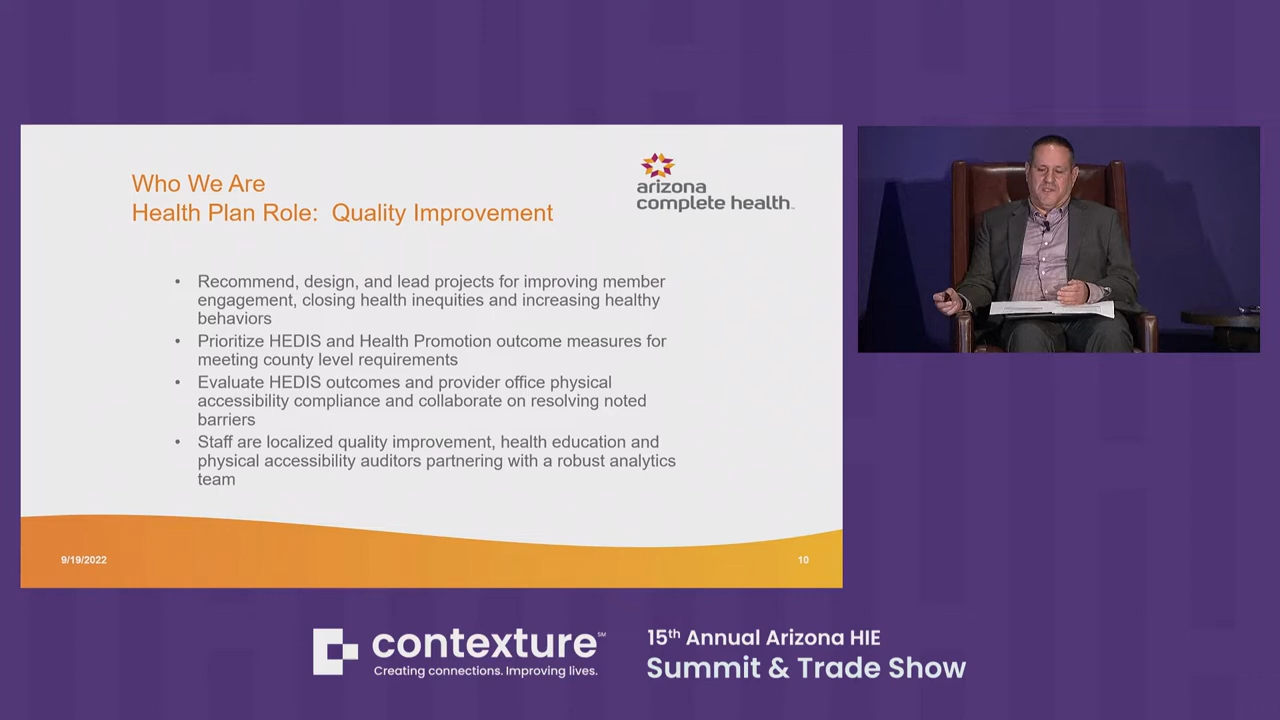 Who We Are
Health Plan Role: Quality Improvement
arizona
complete health
• Recommend, design, and lead projects for improving member
engagement, closing health inequities and increasing healthy
behaviors
• Prioritize HEDIS and Health Promotion outcome measures for
meeting county level requirements
• Evaluate HEDIS outcomes and provider office physical
accessibility compliance and collaborate on resolving noted
barriers
• Staff are localized quality improvement, health education and
physical accessibility auditors partnering with a robust analytics
team
9/19/2022
10
contexture℠
Creating connections. Improving lives.
15th Annual Arizona HIE
Summit & Trade Show